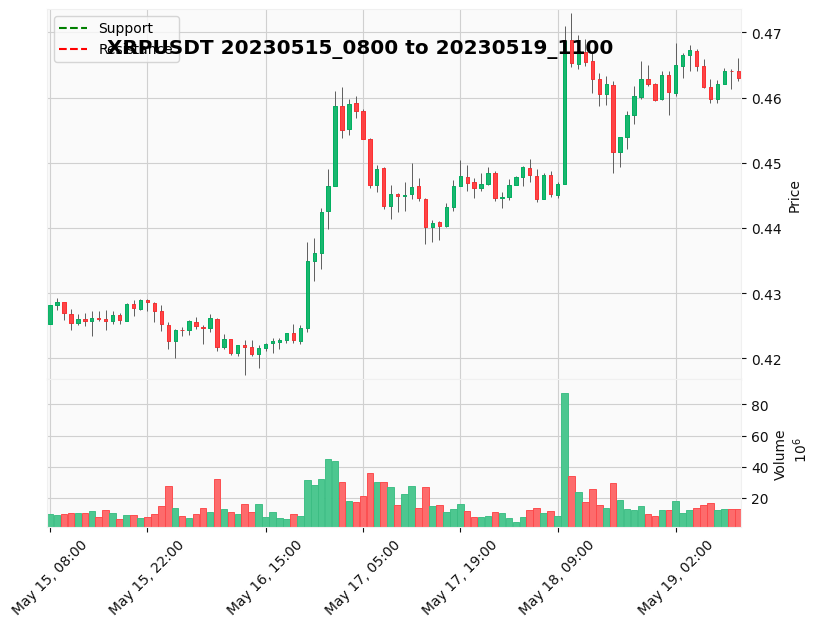 XRPUSDT 20230515_0800 to 20230519_1100
Support
Resistance
0.47
0.46
0.45
0.44
0.43
0.42
Price
80
60
40
20
Volume
10^6
May 15, 08:00
May 15, 22:00
May 16, 15:00
May 17, 05:00
May 17, 19:00
May 18, 09:00
May 19, 02:00